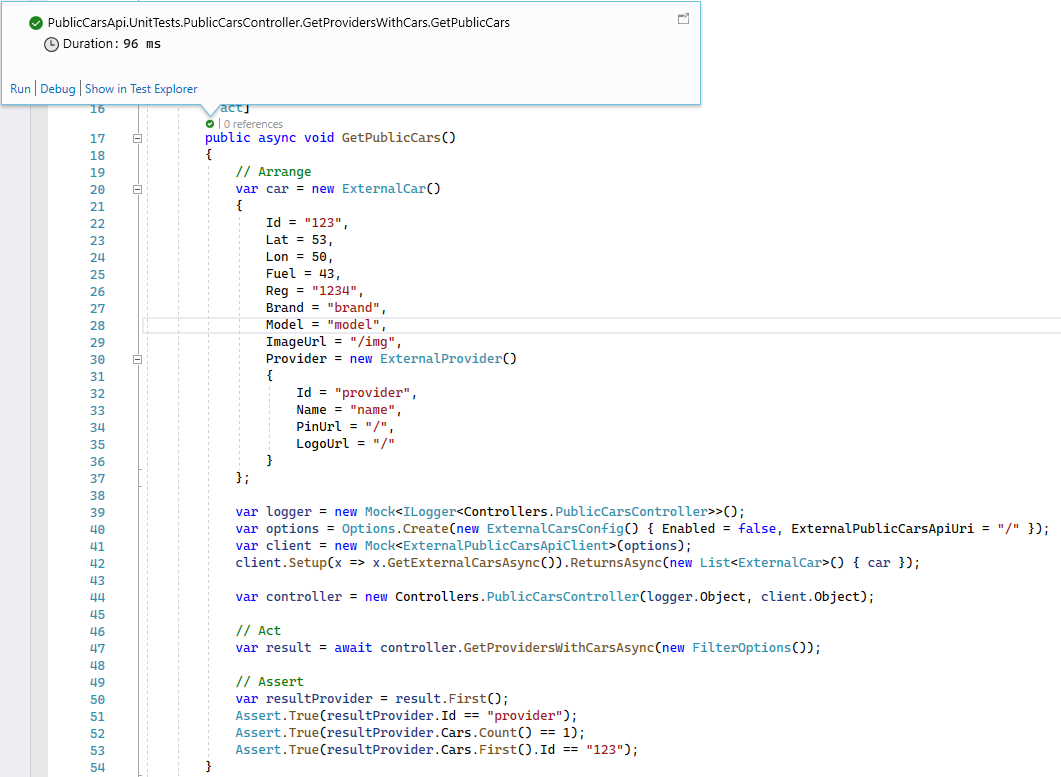 PublicCarsApi.UnitTests.PublicCarsController.GetProvidersWithCars.GetPublicCars
Duration: 96 ms
Run | Debug | Show in Test Explorer
16 act]
| 0 references
17 public async void GetPublicCars()
18 {
19 // Arrange
20 var car = new ExternalCar()
21 {
22 Id = "123",
23 Lat = 53,
24 Lon = 50,
25 Fuel = 43,
26 Reg = "1234",
27 Brand = "brand",
28 Model = "model",
29 ImageUrl = "/img",
30 Provider = new ExternalProvider()
31 {
32 Id = "provider",
33 Name = "name",
34 PinUrl = "/",
35 LogoUrl = "/"
36 }
37 };
38
39 var logger = new Mock<ILogger<Controllers.PublicCarsController>>();
40 var options = Options.Create(new ExternalCarsConfig() { Enabled = false, ExternalPublicCarsApiUri = "/" });
41 var client = new Mock<ExternalPublicCarsApiClient>(options);
42 client.Setup(x => x.GetExternalCarsAsync()).ReturnsAsync(new List<ExternalCar>() { car });
43
44 var controller = new Controllers.PublicCarsController(logger.Object, client.Object);
45
46 // Act
47 var result = await controller.GetProvidersWithCarsAsync(new FilterOptions());
48
49 // Assert
50 var resultProvider = result.First();
51 Assert.True(resultProvider.Id == "provider");
52 Assert.True(resultProvider.Cars.Count() == 1);
53 Assert.True(resultProvider.Cars.First().Id == "123");
54 }